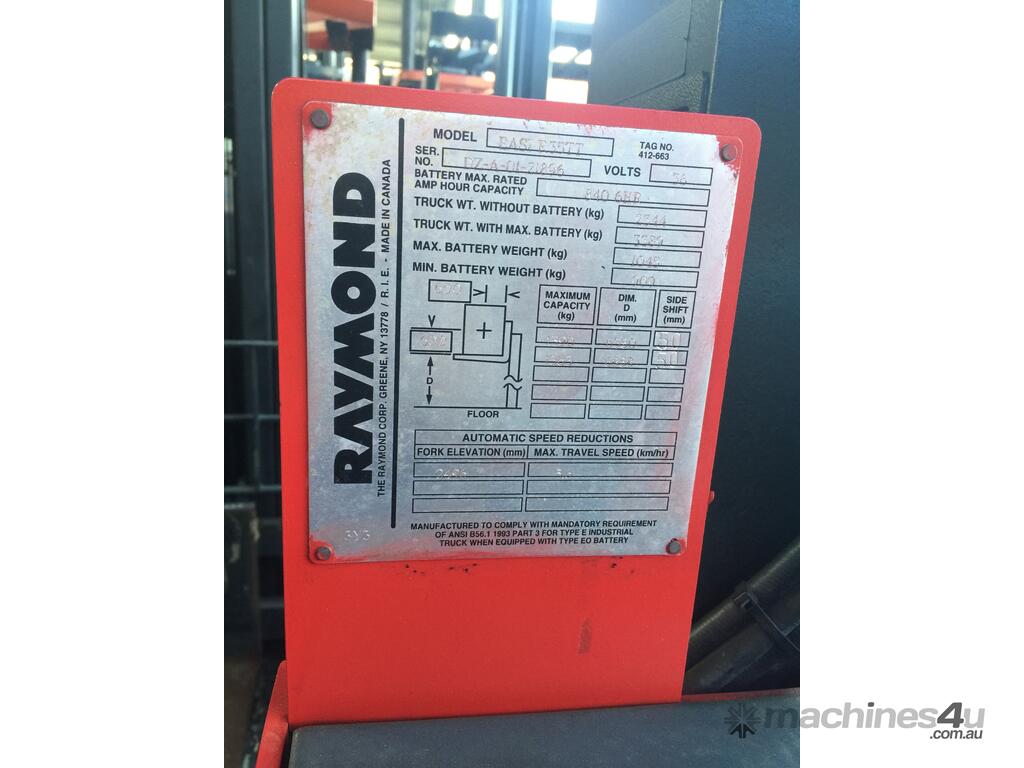 RAYMOND
THE RAYMOND CORP. GREENE, NY 13778 / R.I.E. - MADE IN CANADA
MODEL
TAG NO.
412-663
SER.
NO.
VOLTS 36
BATTERY MAX. RATED
AMP HOUR CAPACITY 840 6HR
TRUCK WT. WITHOUT BATTERY (kg)
TRUCK WT. WITH MAX. BATTERY (kg)
MAX. BATTERY WEIGHT (kg)
MIN. BATTERY WEIGHT (kg)
600
V
D
FLOOR
MAXIMUM
CAPACITY
(kg)
DIM.
D
(mm)
SIDE
SHIFT
(mm)
50
50
AUTOMATIC SPEED REDUCTIONS
FORK ELEVATION (mm) MAX. TRAVEL SPEED (km/hr)
MANUFACTURED TO COMPLY WITH MANDATORY REQUIREMENT
OF ANSI B56.1 1993 PART 3 FOR TYPE E INDUSTRIAL
TRUCK WHEN EQUIPPED WITH TYPE EO BATTERY
3Y3
machines4u
.com.au